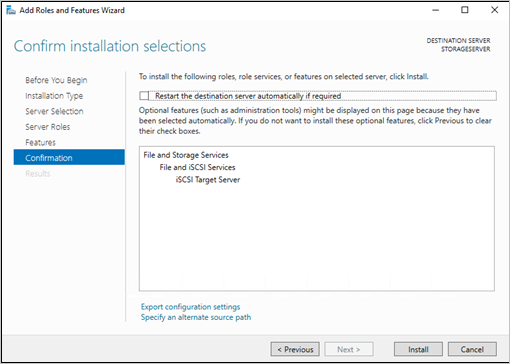 Add Roles and Features Wizard
Confirm installation selections
DESTINATION SERVER
STORAGESERVER
Before You Begin
Installation Type
Server Selection
Server Roles
Features
Confirmation
Results
To install the following roles, role services, or features on selected server, click Install.
Restart the destination server automatically if required
Optional features (such as administration tools) might be displayed on this page because they have
been selected automatically. If you do not want to install these optional features, click Previous to clear
their check boxes.
File and Storage Services
File and iSCSI Services
iSCSI Target Server
Export configuration settings
Specify an alternate source path
< Previous
Next >
Install
Cancel